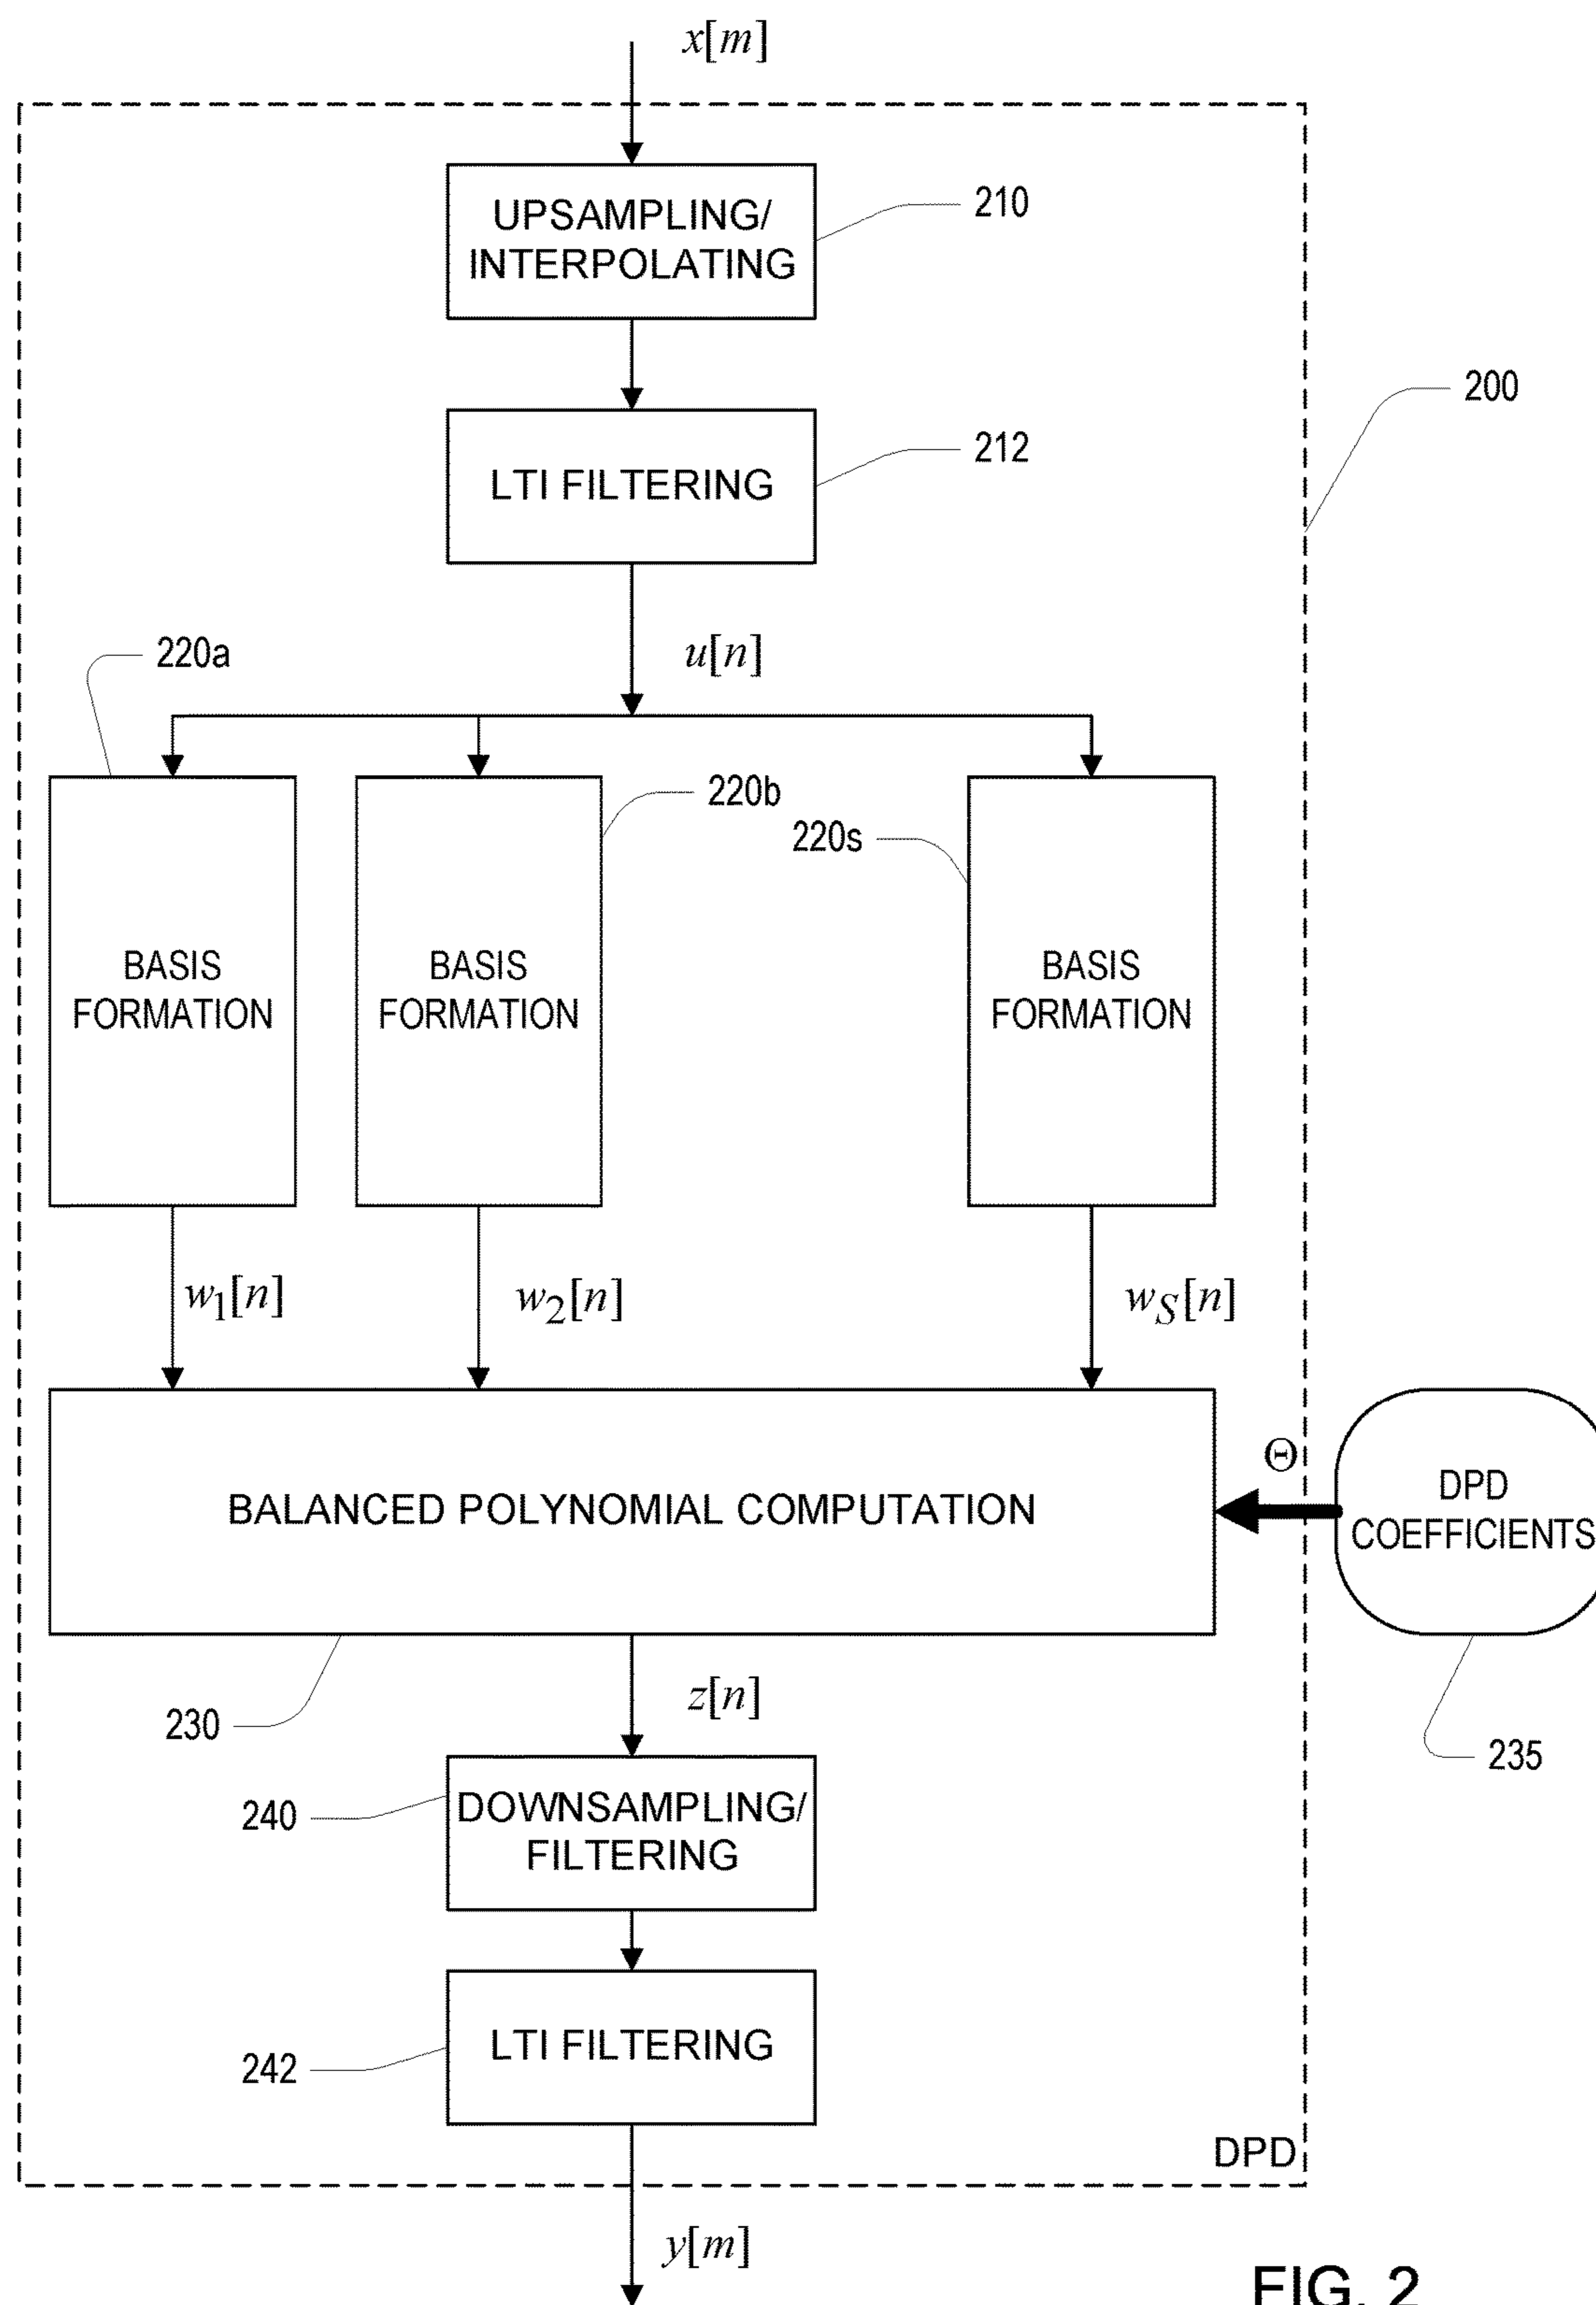 x[m]
UPSAMPLING/
INTERPOLATING
210
200
LTI FILTERING
212
220a
u[n]
220b
220s
BASIS
FORMATION
BASIS
FORMATION
BASIS
FORMATION
w1[n]
w2[n]
wS[n]
BALANCED POLYNOMIAL COMPUTATION
Θ
DPD
COEFFICIENTS
230
z[n]
235
240
DOWNSAMPLING/
FILTERING
LTI FILTERING
242
DPD
y[m]
FIG. 2